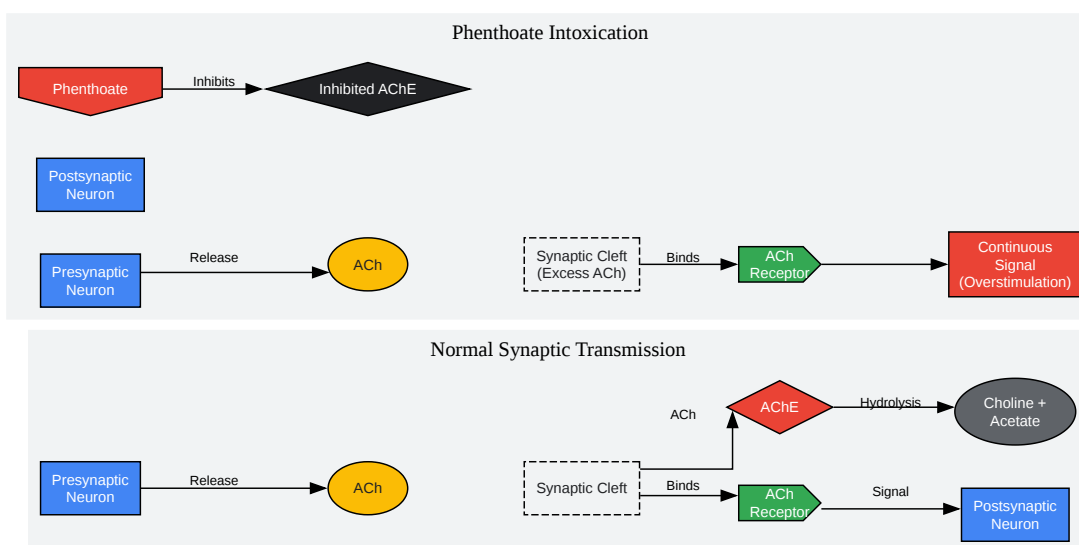 Phenthoate Intoxication
Phenthoate
Inhibits
Inhibited AChE
Postsynaptic
Neuron
Presynaptic
Neuron
Release
ACh
Synaptic Cleft
(Excess ACh)
Binds
ACh
Receptor
Continuous
Signal
(Overstimulation)
Normal Synaptic Transmission
ACh
AChE
Hydrolysis
Choline +
Acetate
Presynaptic
Neuron
Release
ACh
Synaptic Cleft
Binds
ACh
Receptor
Signal
Postsynaptic
Neuron